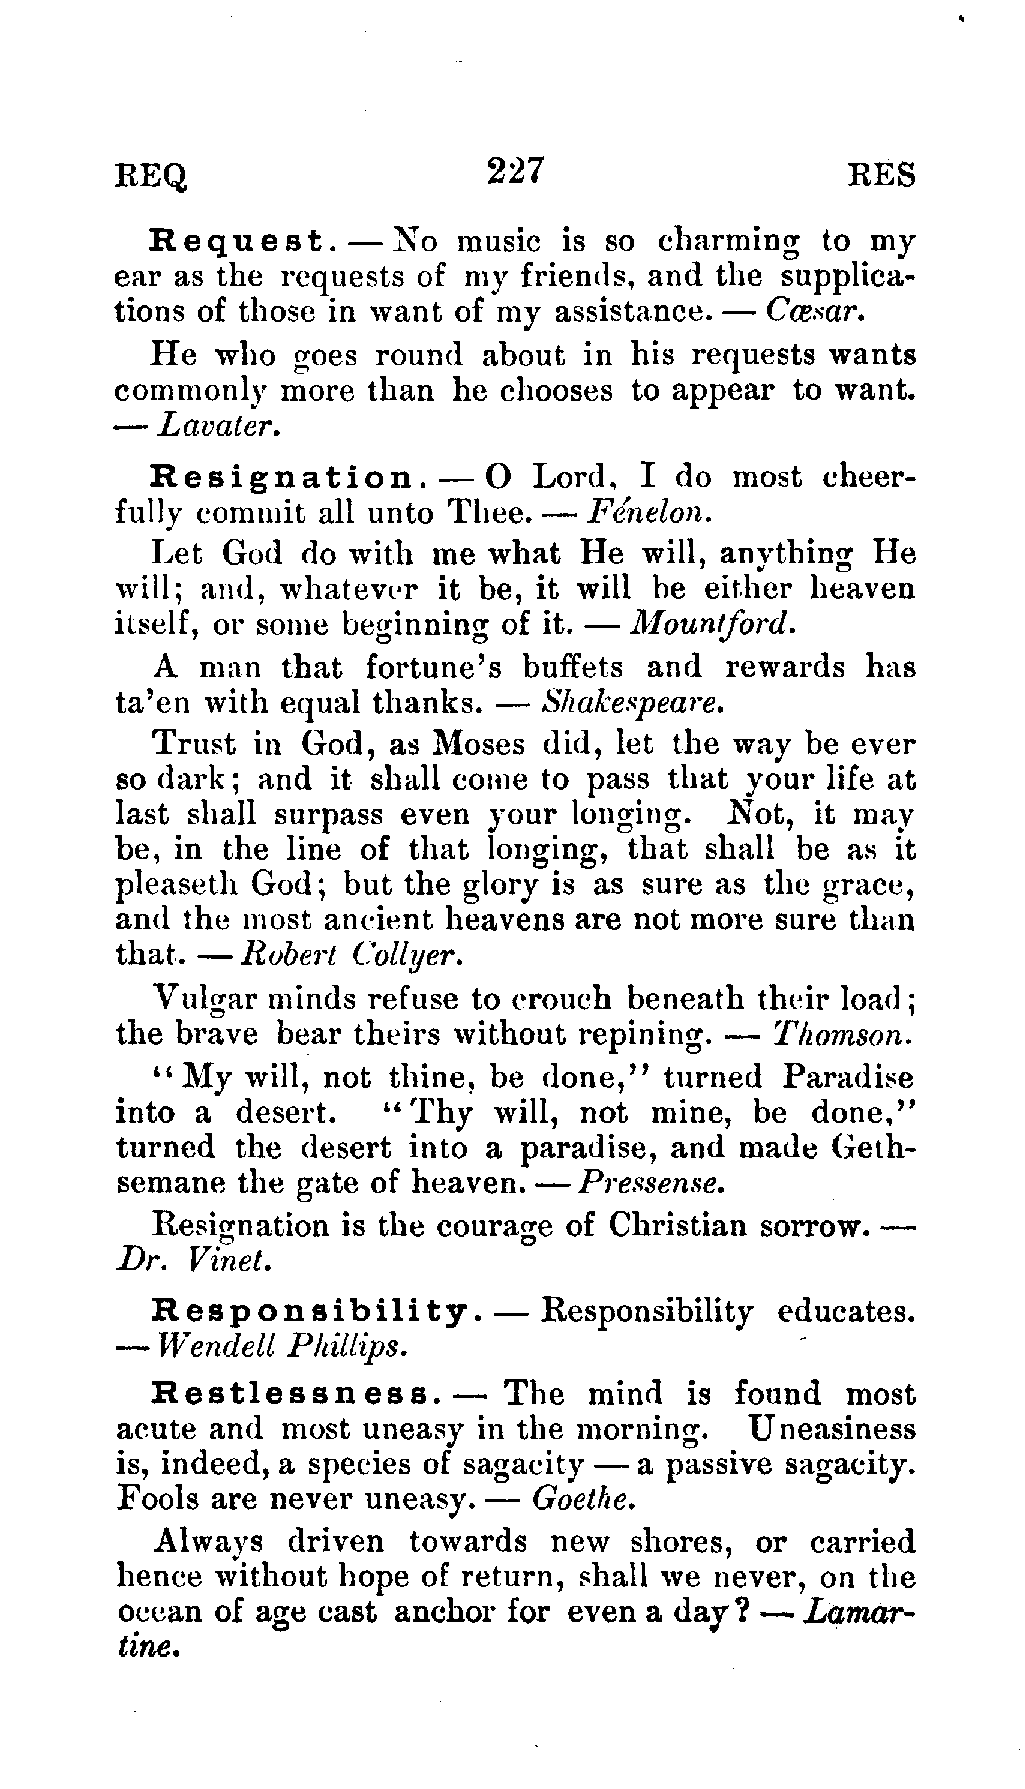 REQ 227 RES
Request. — No music is so charming to my
ear as the requests of my friends, and the supplica-
tions of those in want of my assistance. — Cæsar.
He who goes round about in his requests wants
commonly more than he chooses to appear to want.
— Lavater.
Resignation. — O Lord, I do most cheer-
fully commit all unto Thee. — Fénelon.
Let God do with me what He will, anything He
will; and, whatever it be, it will be either heaven
itself, or some beginning of it. — Mountford.
A man that fortune's buffets and rewards has
ta'en with equal thanks. — Shakespeare.
Trust in God, as Moses did, let the way be ever
so dark; and it shall come to pass that your life at
last shall surpass even your longing. Not, it may
be, in the line of that longing, that shall be as it
pleaseth God; but the glory is as sure as the grace,
and the most ancient heavens are not more sure than
that. — Robert Collyer.
Vulgar minds refuse to crouch beneath their load;
the brave bear theirs without repining. — Thomson.
"My will, not thine, be done," turned Paradise
into a desert. "Thy will, not mine, be done,"
turned the desert into a paradise, and made Geth-
semane the gate of heaven. — Pressense.
Resignation is the courage of Christian sorrow. —
Dr. Vinet.
Responsibility. — Responsibility educates.
— Wendell Phillips.
Restlessness. — The mind is found most
acute and most uneasy in the morning. Uneasiness
is, indeed, a species of sagacity — a passive sagacity.
Fools are never uneasy. — Goethe.
Always driven towards new shores, or carried
hence without hope of return, shall we never, on the
ocean of age cast anchor for even a day? — Lamar-
tine.